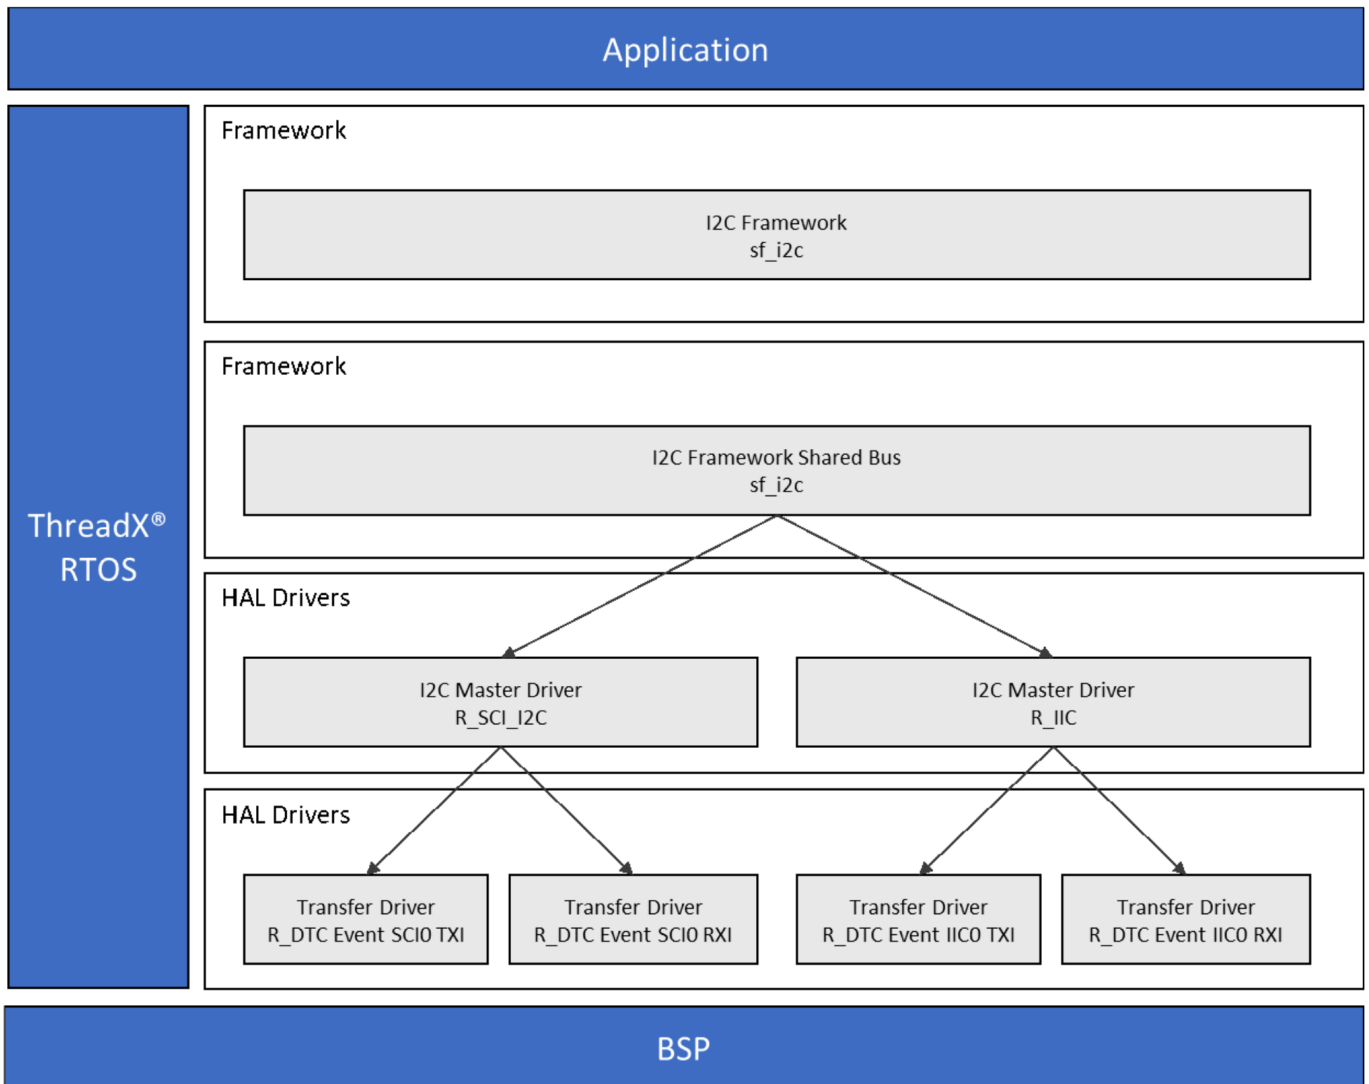 Application
ThreadX®
RTOS
Framework
I2C Framework
sf_i2c
Framework
I2C Framework Shared Bus
sf_i2c
HAL Drivers
I2C Master Driver
R_SCI_I2C
I2C Master Driver
R_IIC
HAL Drivers
Transfer Driver
R_DTC Event SCI0 TXI
Transfer Driver
R_DTC Event SCI0 RXI
Transfer Driver
R_DTC Event IIC0 TXI
Transfer Driver
R_DTC Event IIC0 RXI
BSP